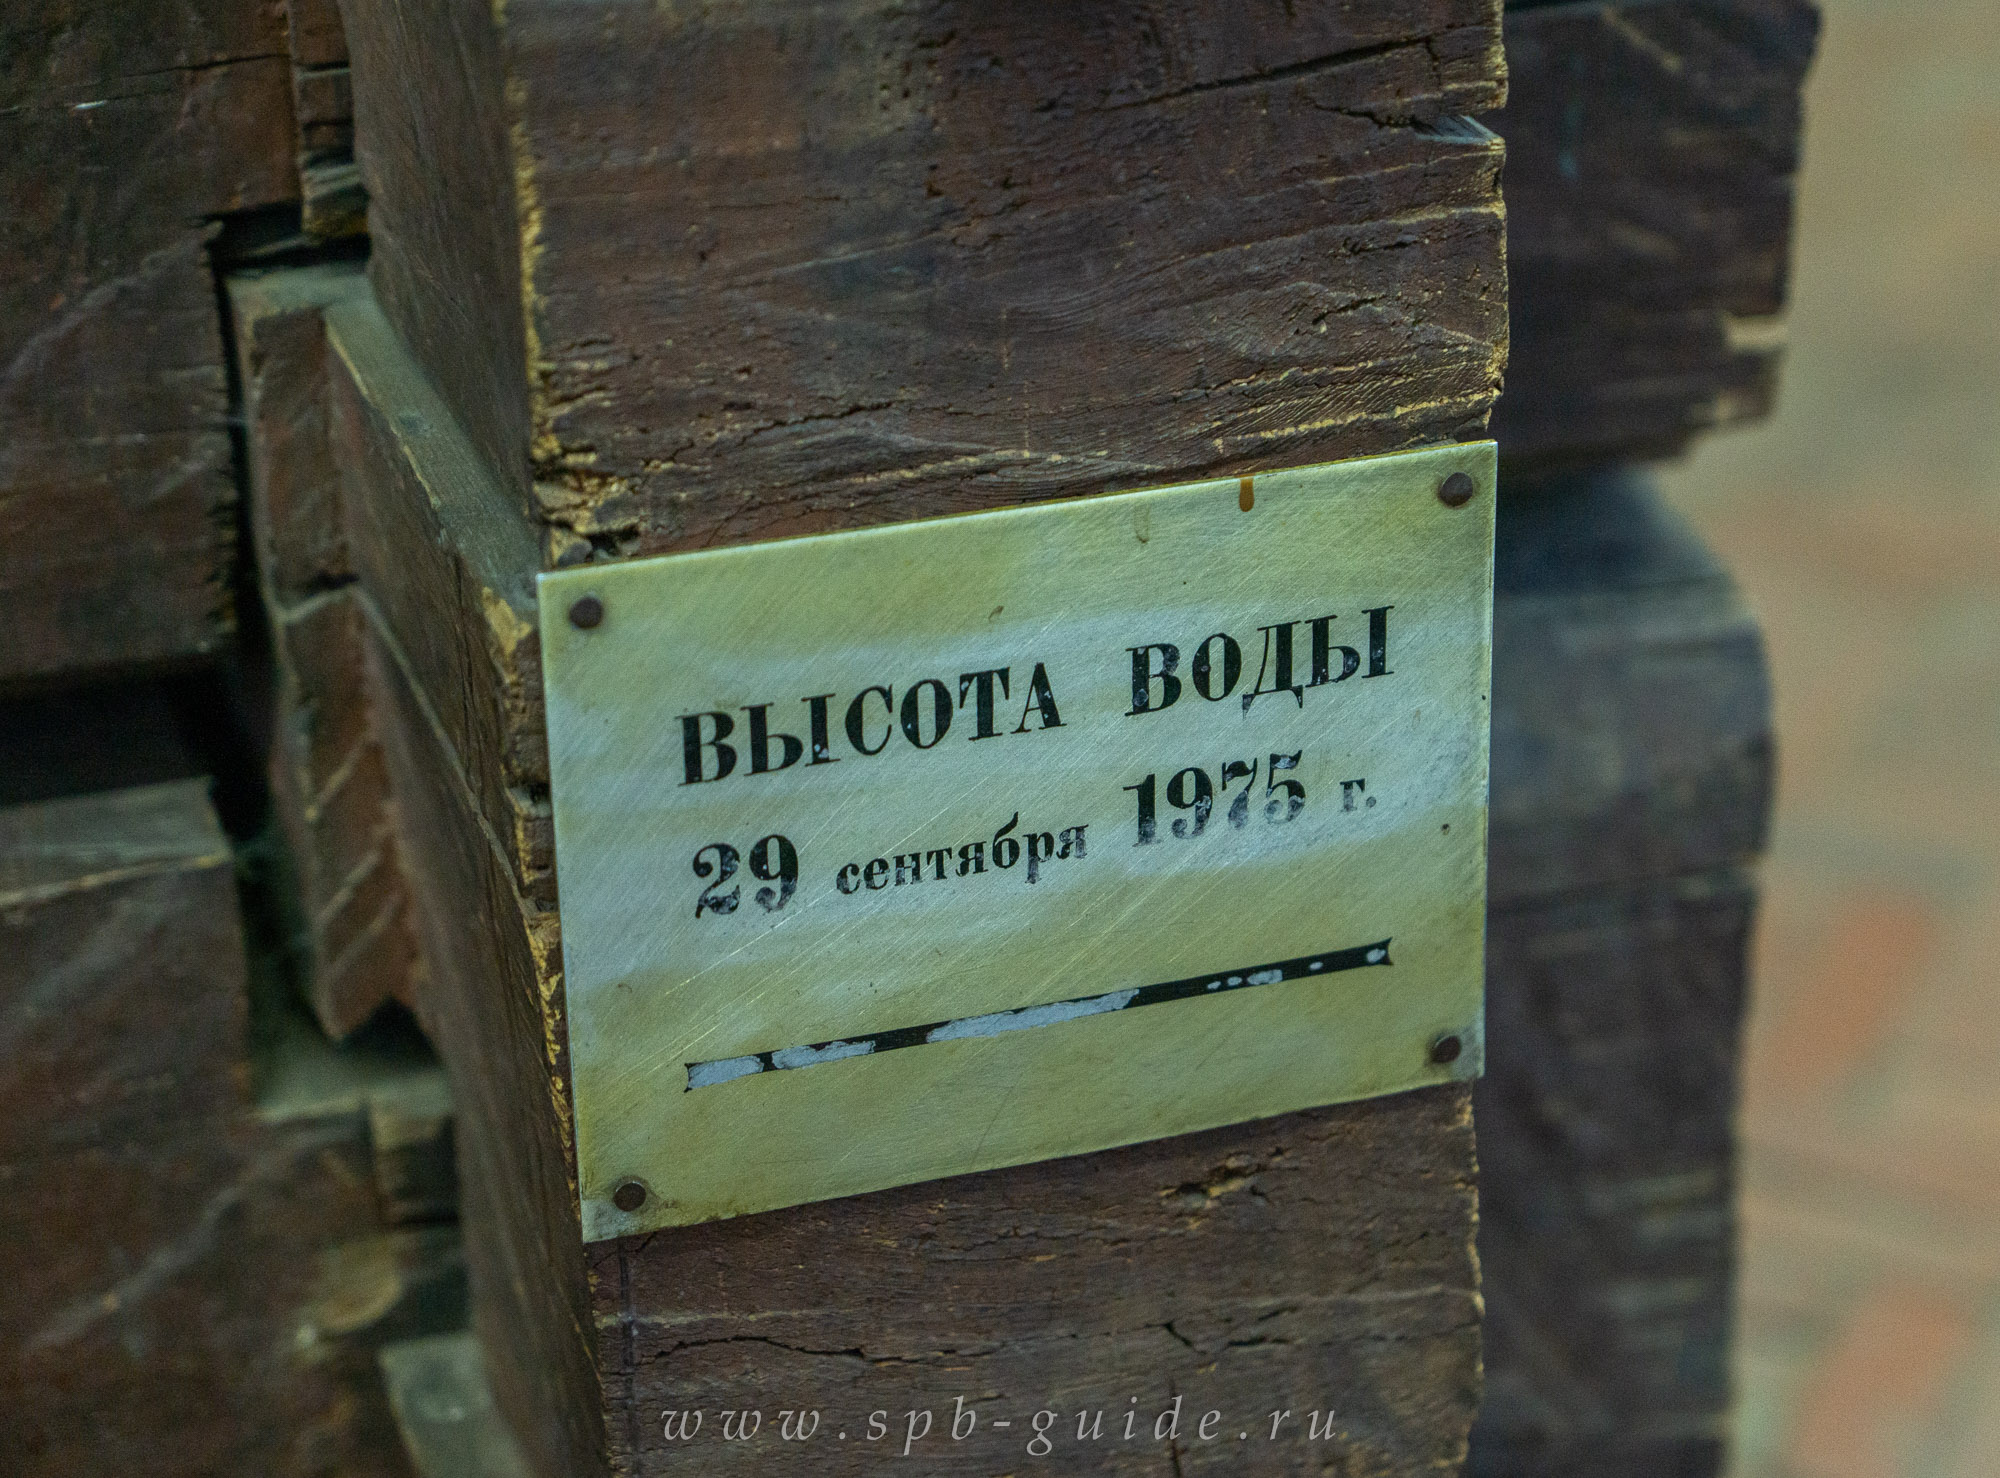 ВЫСОТА ВОДЫ
29 сентября 1975 г.
www.spb-guide.ru